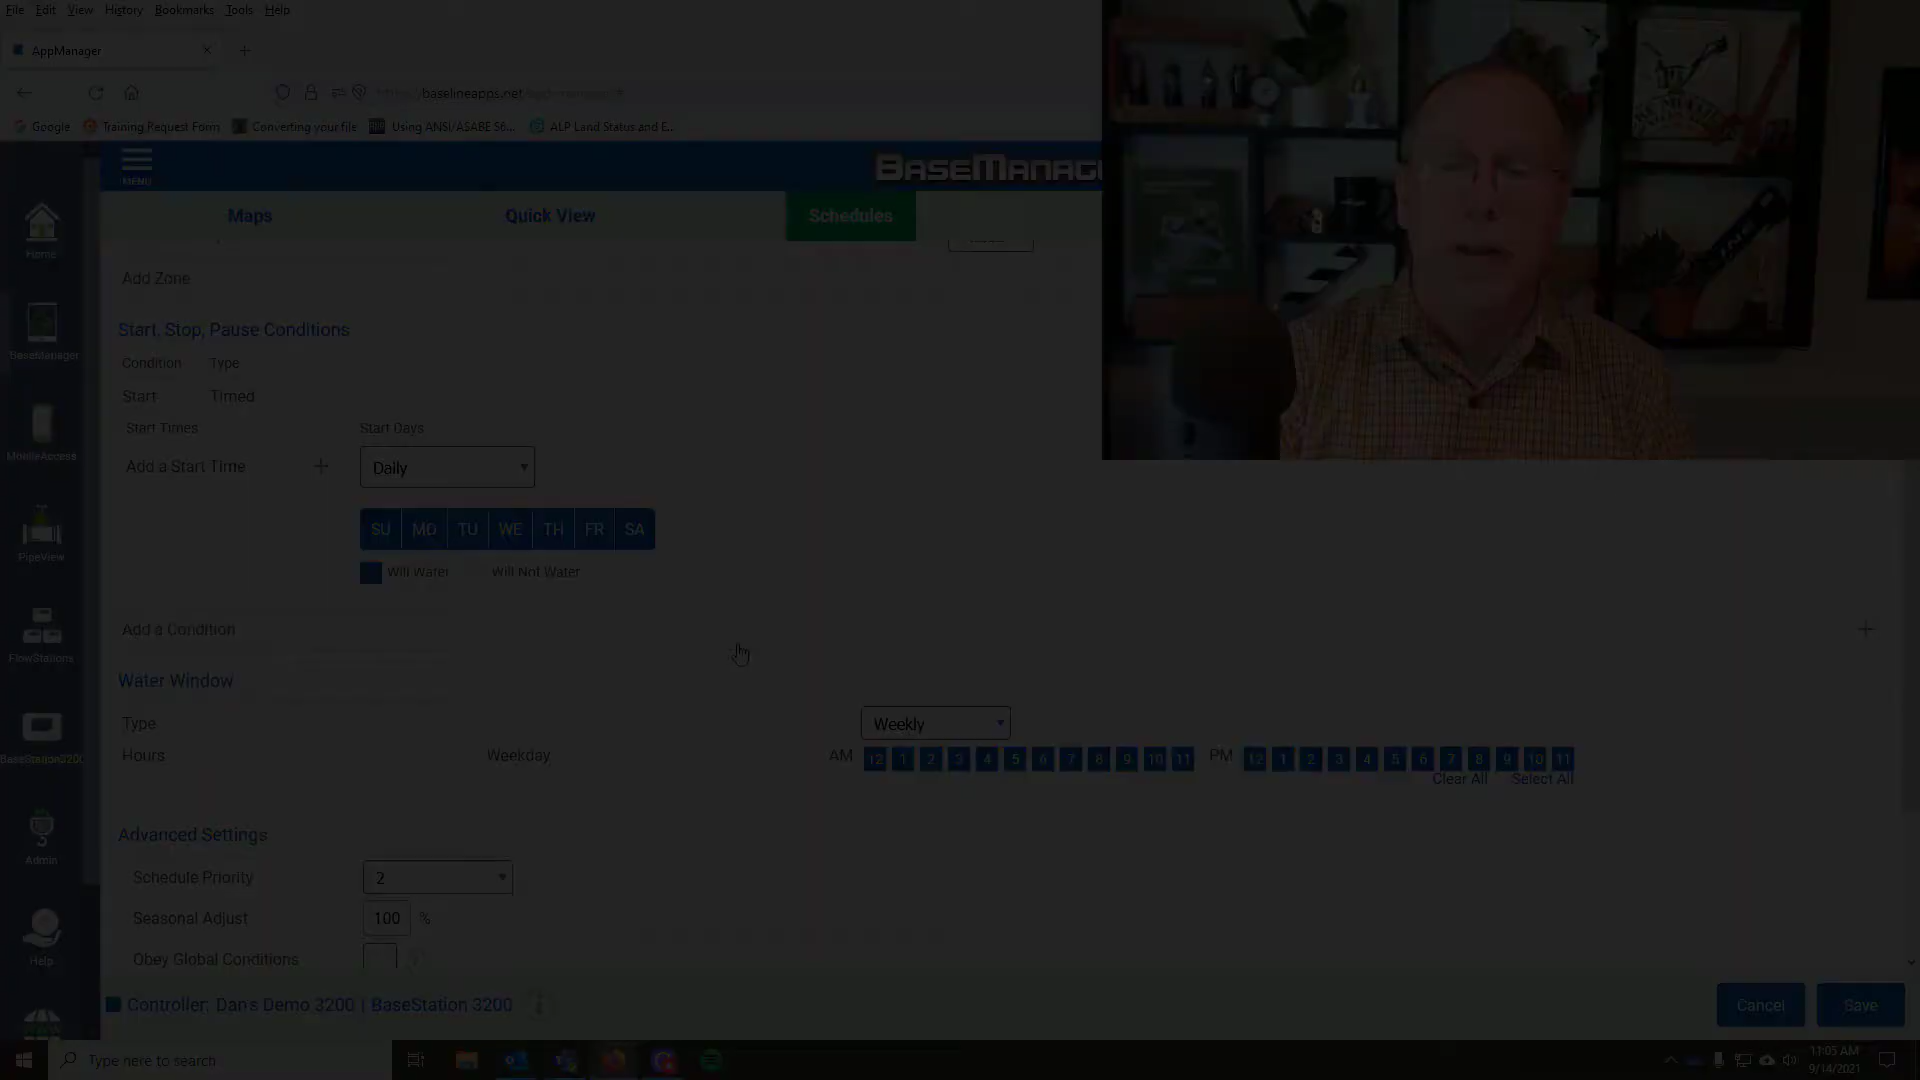 File Edit View History Bookmarks Tools Help
AppManager
baselineapps.net
Google Training Request Form Converting your file Using ANSI/ASABE S6... ALP Land Status and E...
MENU
BASEMANAG
Maps Quick View Schedules
Home
BaseManager
MobileAccess
PipeView
FlowStations
BaseStation3200
Admin
Help
Add Zone
Start, Stop, Pause Conditions
Condition Type
Start Timed
Start Times Start Days
Add a Start Time + Daily
SU MO TU WE TH FR SA
Will Water Will Not Water
Add a Condition +
Water Window
Type Weekly
Hours Weekday AM 12 1 2 3 4 5 6 7 8 9 10 11 PM 12 1 2 3 4 5 6 7 8 9 10 11
Clear All Select All
Advanced Settings
Schedule Priority 2
Seasonal Adjust 100 %
Obey Global Conditions
Controller: Dan's Demo 3200 | BaseStation 3200
Cancel Save
Type here to search
11:05 AM
9/14/2021